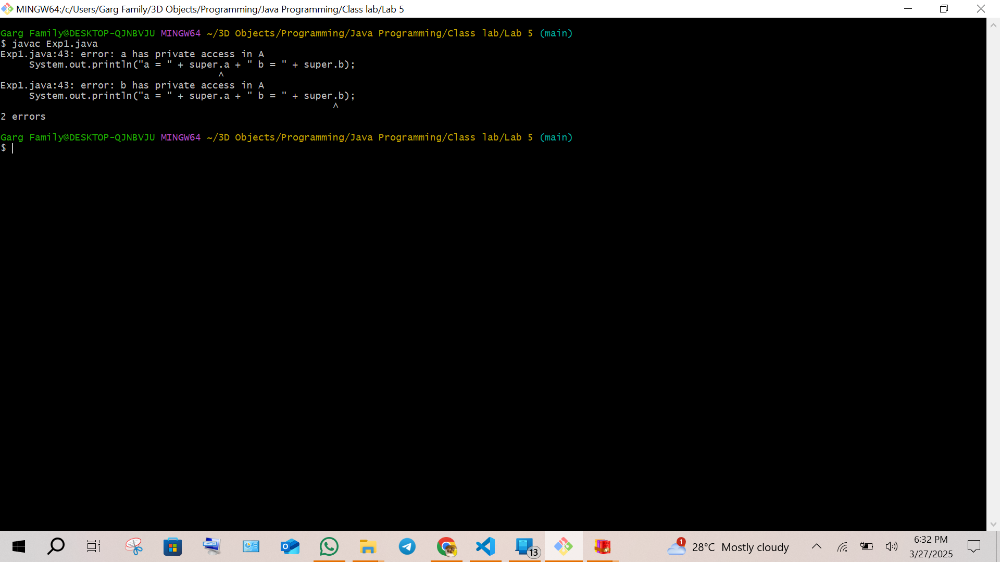 MINGW64:/c/Users/Garg Family/3D Objects/Programming/Java Programming/Class lab/Lab 5
Garg Family@DESKTOP-QJNBVJU MINGW64 ~/3D Objects/Programming/Java Programming/Class lab/Lab 5 (main)
$ javac Exp1.java
Exp1.java:43: error: a has private access in A
     System.out.println("a = " + super.a + " b = " + super.b);
                                      ^
Exp1.java:43: error: b has private access in A
     System.out.println("a = " + super.a + " b = " + super.b);
                                                          ^
2 errors
Garg Family@DESKTOP-QJNBVJU MINGW64 ~/3D Objects/Programming/Java Programming/Class lab/Lab 5 (main)
$
13
1
28°C Mostly cloudy
6:32 PM
3/27/2025